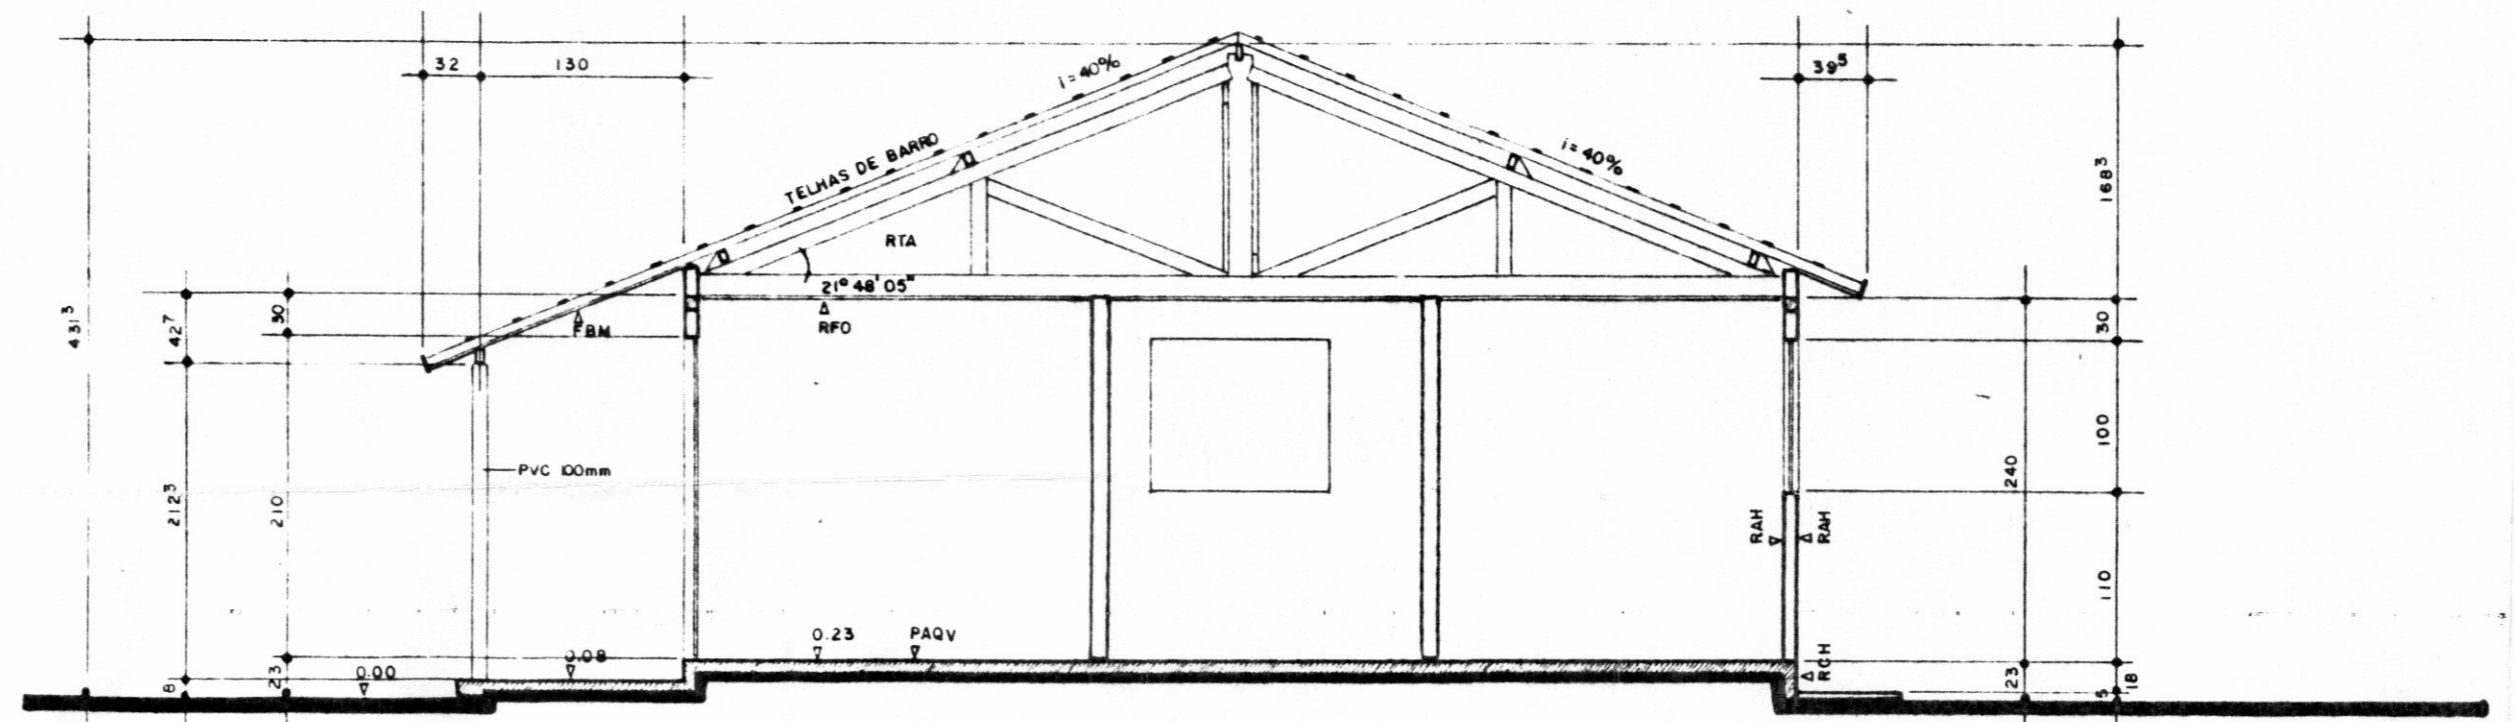 32
130
i = 40%
39⁵
TELHAS DE BARRO
i = 40%
168³
RTA
21° 48' 05"
431³
42⁷
30
FBM
RFO
30
PVC 100mm
100
240
212³
210
RAH
RAH
110
0.23
PAQV
0.08
0.00
8
23
RCH
23
5
18